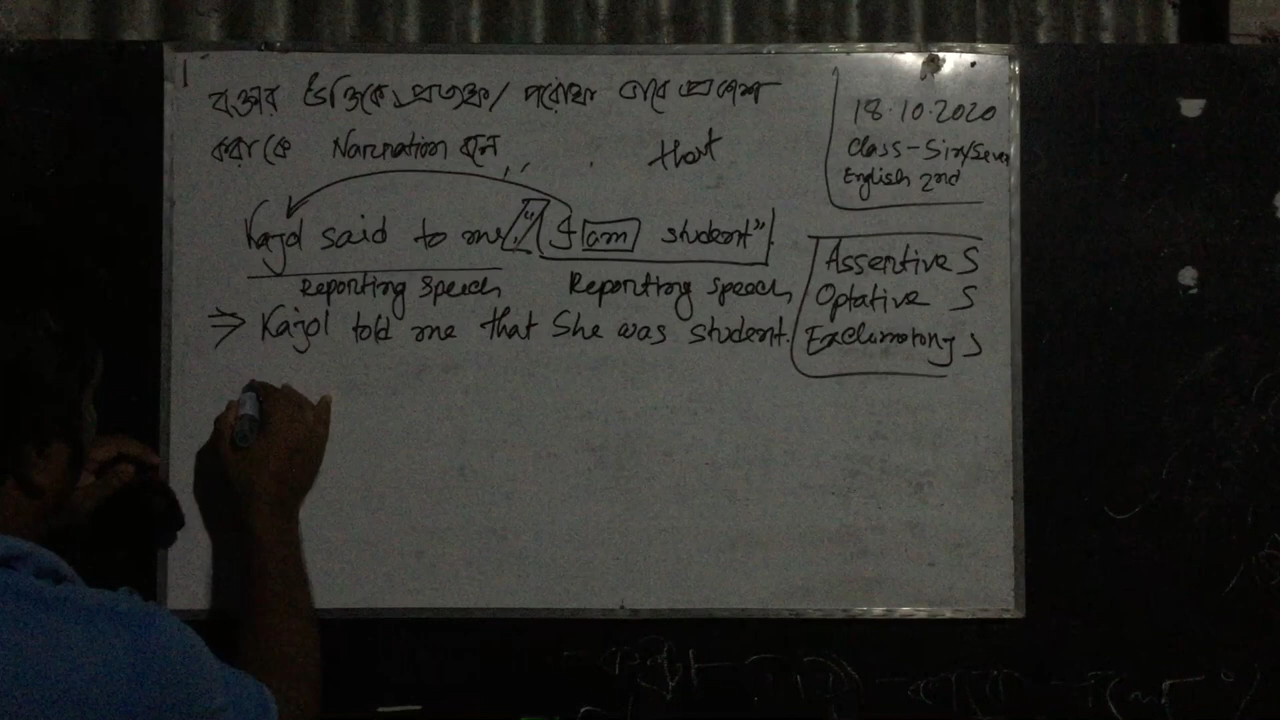 বক্তার উক্তিকে প্রত্যক্ষ/ পরোক্ষ ভাবে প্রকাশ
করাকে Narration বলে
that
Kajol said to me, "I am student".
Reporting speech Reporting speech
⇒ Kajol told me that She was student.
18.10.2020
Class-Six/Seven
English 2nd
Assertive S
Optative S
Exclamatory S